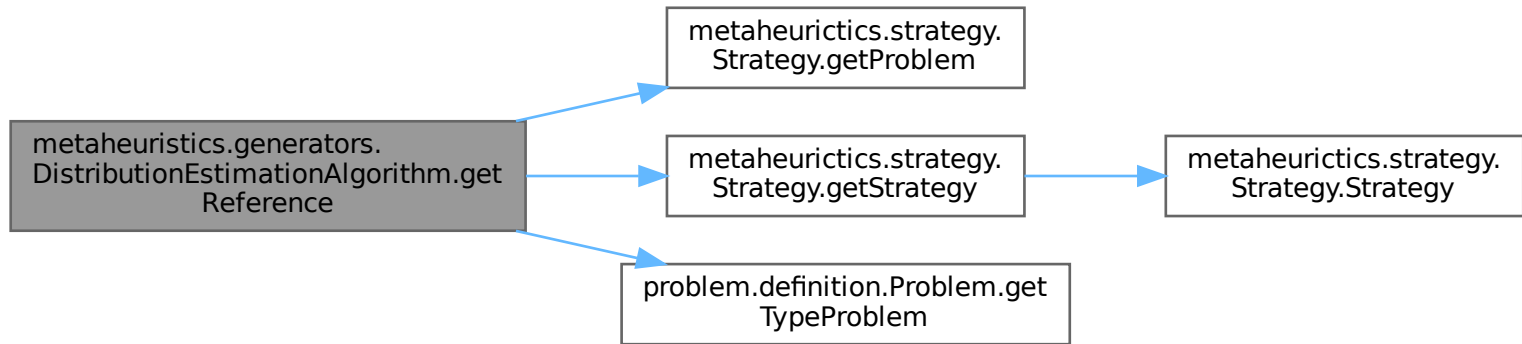 metaheuristics.generators.
DistributionEstimationAlgorithm.get
Reference
metaheurictics.strategy.
Strategy.getProblem
metaheurictics.strategy.
Strategy.getStrategy
metaheurictics.strategy.
Strategy.Strategy
problem.definition.Problem.get
TypeProblem